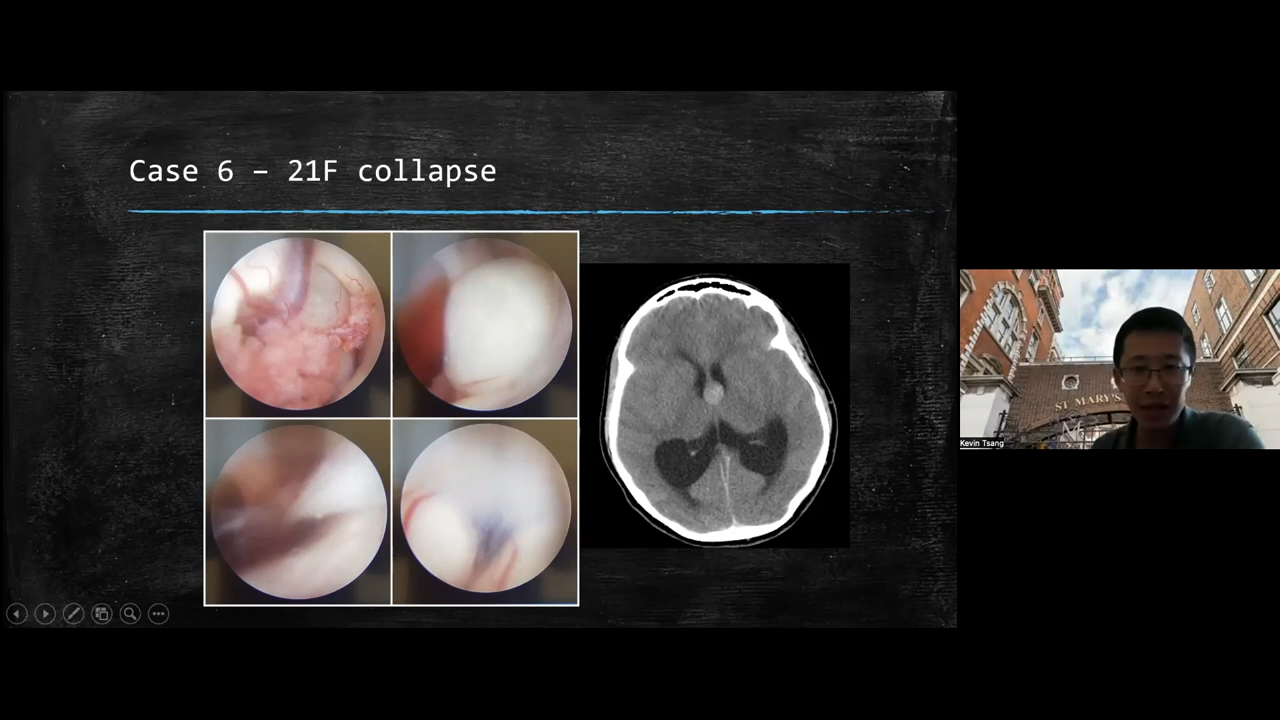 Case 6 – 21F collapse
ST MARY'S
Kevin Tsang